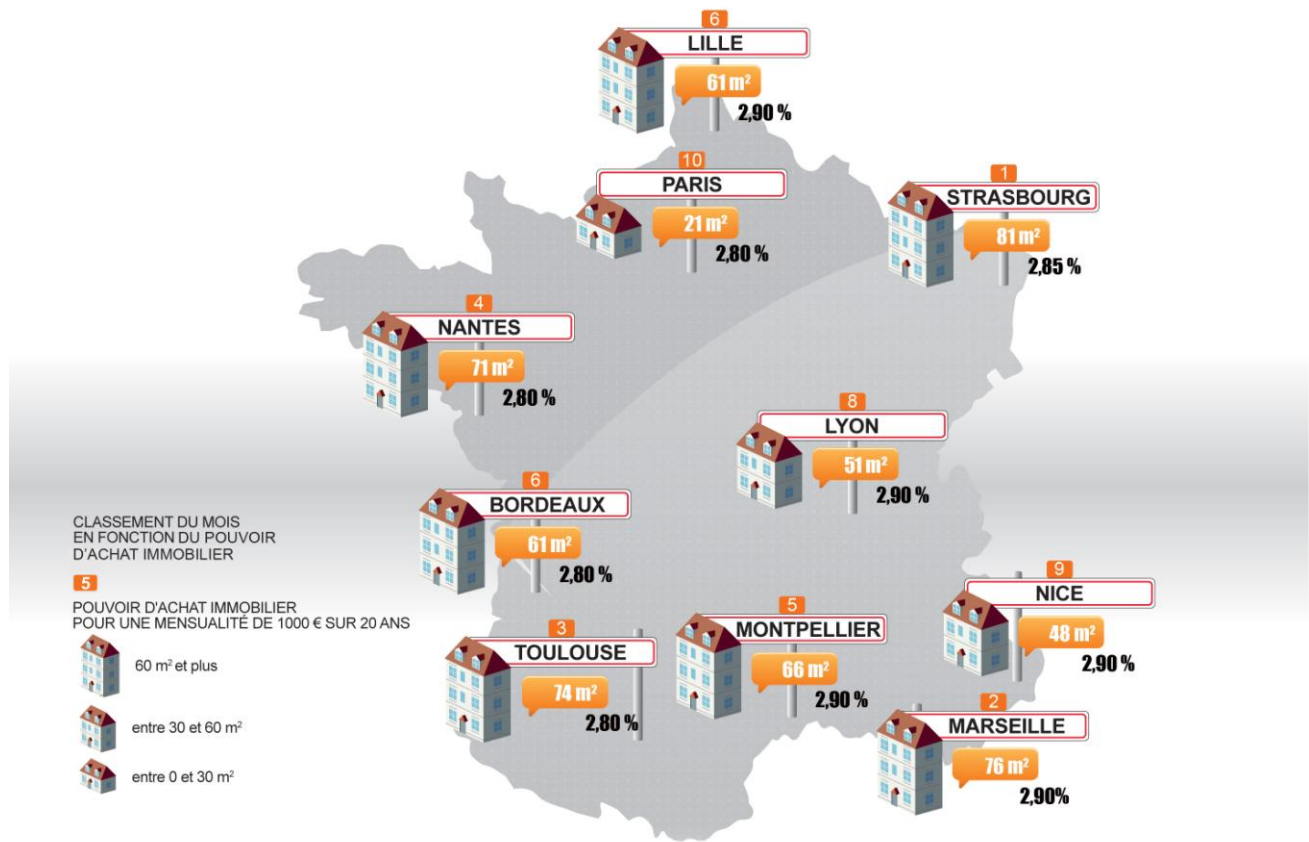 6
LILLE
61 m²
2,90 %
10
PARIS
21 m²
2,80 %
1
STRASBOURG
81 m²
2,85 %
4
NANTES
71 m²
2,80 %
8
LYON
51 m²
2,90 %
6
BORDEAUX
61 m²
2,80 %
9
NICE
48 m²
2,90 %
5
MONTPELLIER
66 m²
2,90 %
3
TOULOUSE
74 m²
2,80 %
2
MARSEILLE
76 m²
2,90%
CLASSEMENT DU MOIS
EN FONCTION DU POUVOIR
D'ACHAT IMMOBILIER
5
POUVOIR D'ACHAT IMMOBILIER
POUR UNE MENSUALITÉ DE 1000 € SUR 20 ANS
60 m² et plus
entre 30 et 60 m²
entre 0 et 30 m²